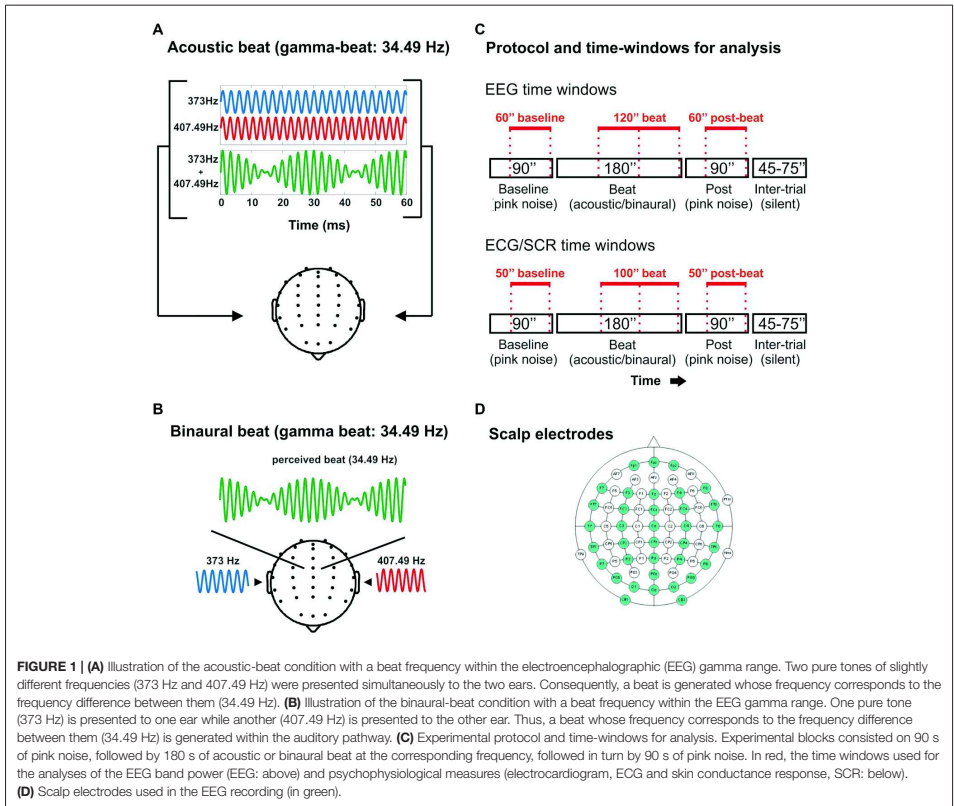 A
Acoustic beat (gamma-beat: 34.49 Hz)
373Hz
407.49Hz
373
+
407.49Hz
0 10 20 30 40 50 60
Time (ms)
B
Binaural beat (gamma beat: 34.49 Hz)
perceived beat (34.49 Hz)
373 Hz
407.49 Hz
C
Protocol and time-windows for analysis
EEG time windows
60” baseline 120” beat 60” post-beat
90” 180” 90” 45-75”
Baseline Beat Post Inter-trial
(pink noise) (acoustic/binaural) (pink noise) (silent)
ECG/SCR time windows
50” baseline 100” beat 50” post-beat
90” 180” 90” 45-75”
Baseline Beat Post Inter-trial
(pink noise) (acoustic/binaural) (pink noise) (silent)
Time
D
Scalp electrodes
FIGURE 1 | (A) Illustration of the acoustic-beat condition with a beat frequency within the electroencephalographic (EEG) gamma range. Two pure tones of slightly
different frequencies (373 Hz and 407.49 Hz) were presented simultaneously to the two ears. Consequently, a beat is generated whose frequency corresponds to the
frequency difference between them (34.49 Hz). (B) Illustration of the binaural-beat condition with a beat frequency within the EEG gamma range. One pure tone
(373 Hz) is presented to one ear while another (407.49 Hz) is presented to the other ear. Thus, a beat whose frequency corresponds to the frequency difference
between them (34.49 Hz) is generated within the auditory pathway. (C) Experimental protocol and time-windows for analysis. Experimental blocks consisted on 90 s
of pink noise, followed by 180 s of acoustic or binaural beat at the corresponding frequency, followed in turn by 90 s of pink noise. In red, the time windows used for
the analyses of the EEG band power (EEG: above) and psychophysiological measures (electrocardiogram, ECG and skin conductance response, SCR: below).
(D) Scalp electrodes used in the EEG recording (in green).